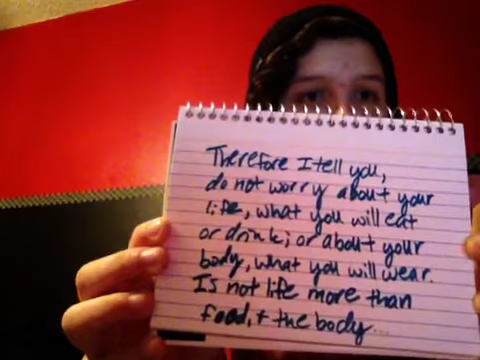 Therefore I tell you,
do not worry about your
life, what you will eat
or drink; or about your
body, what you will wear.
Is not life more than
food, + the body...